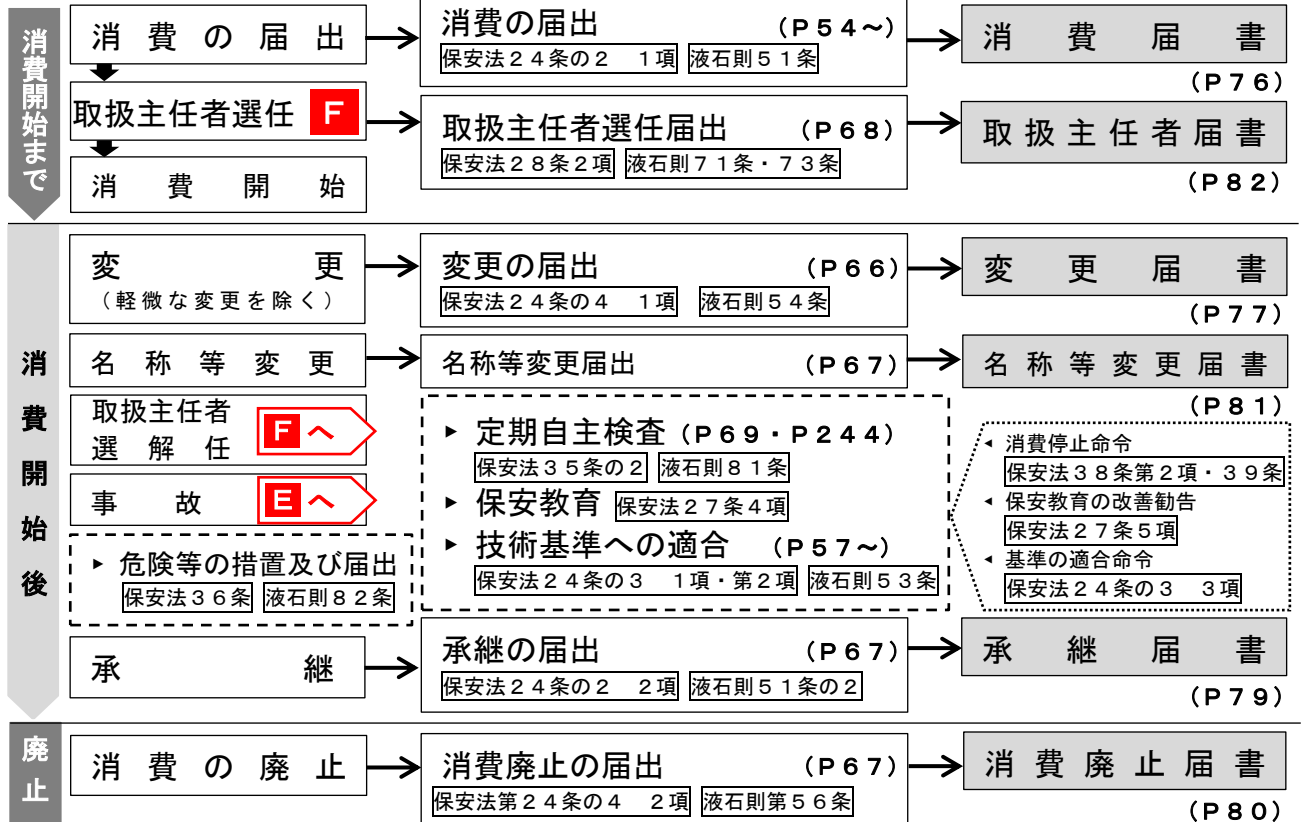 消費開始まで
消費の届出
消費の届出 （Ｐ５４～）
保安法２４条の２　１項 液石則５１条
消費届書
（Ｐ７６）
取扱主任者選任 Ｆ
取扱主任者選任届出 （Ｐ６８）
保安法２８条２項 液石則７１条・７３条
取扱主任者届書
（Ｐ８２）
消費開始
消費開始後
変更
（軽微な変更を除く）
変更の届出 （Ｐ６６）
保安法２４条の４　１項 液石則５４条
変更届書
（Ｐ７７）
名称等変更
名称等変更届出 （Ｐ６７）
名称等変更届書
（Ｐ８１）
取扱主任者
選解任
Ｆへ
事故 Ｅへ
▸ 危険等の措置及び届出
保安法３６条 液石則８２条
▸ 定期自主検査（Ｐ６９・Ｐ２４４）
保安法３５条の２ 液石則８１条
▸ 保安教育 保安法２７条４項
▸ 技術基準への適合 （Ｐ５７～）
保安法２４条の３　１項・第２項 液石則５３条
◂ 消費停止命令
保安法３８条第２項・３９条
◂ 保安教育の改善勧告
保安法２７条５項
◂ 基準の適合命令
保安法２４条の３　３項
承継
承継の届出 （Ｐ６７）
保安法２４条の２　２項 液石則５１条の２
承継届書
（Ｐ７９）
廃止
消費の廃止
消費廃止の届出 （Ｐ６７）
保安法第２４条の４　２項 液石則第５６条
消費廃止届書
（Ｐ８０）